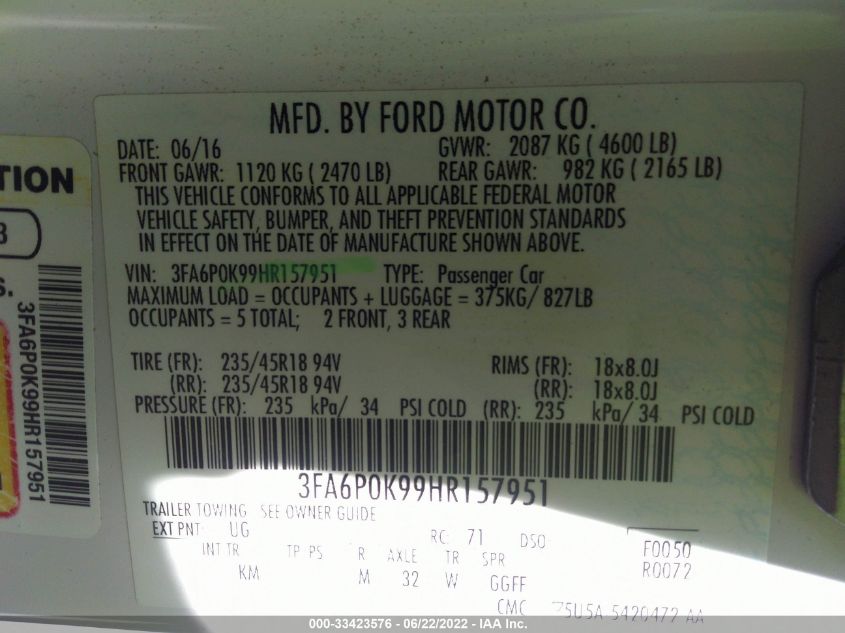 MFD. BY FORD MOTOR CO.
DATE: 06/16 GVWR: 2087 KG ( 4600 LB)
FRONT GAWR: 1120 KG ( 2470 LB) REAR GAWR: 982 KG ( 2165 LB)
THIS VEHICLE CONFORMS TO ALL APPLICABLE FEDERAL MOTOR
VEHICLE SAFETY, BUMPER, AND THEFT PREVENTION STANDARDS
IN EFFECT ON THE DATE OF MANUFACTURE SHOWN ABOVE.
VIN: 3FA6P0K99HR157951 TYPE: Passenger Car
MAXIMUM LOAD = OCCUPANTS + LUGGAGE = 375KG/ 827LB
OCCUPANTS = 5 TOTAL; 2 FRONT, 3 REAR
TIRE (FR): 235/45R18 94V RIMS (FR): 18x8.0J
(RR): 235/45R18 94V (RR): 18x8.0J
PRESSURE (FR): 235 kPa/ 34 PSI COLD (RR): 235 kPa/ 34 PSI COLD
3FA6P0K99HR157951
TRAILER TOWING SEE OWNER GUIDE
EXT PNT: UG RC: 71 DSO: F0050
INT TR TP/PS R AXLE TR SPR R0072
KM M 32 W GGFF
CMC 75U5A-5420472-AA
TION
3
S.
3FA6P0K99HR157951
000-33423576 - 06/22/2022 - IAA Inc.